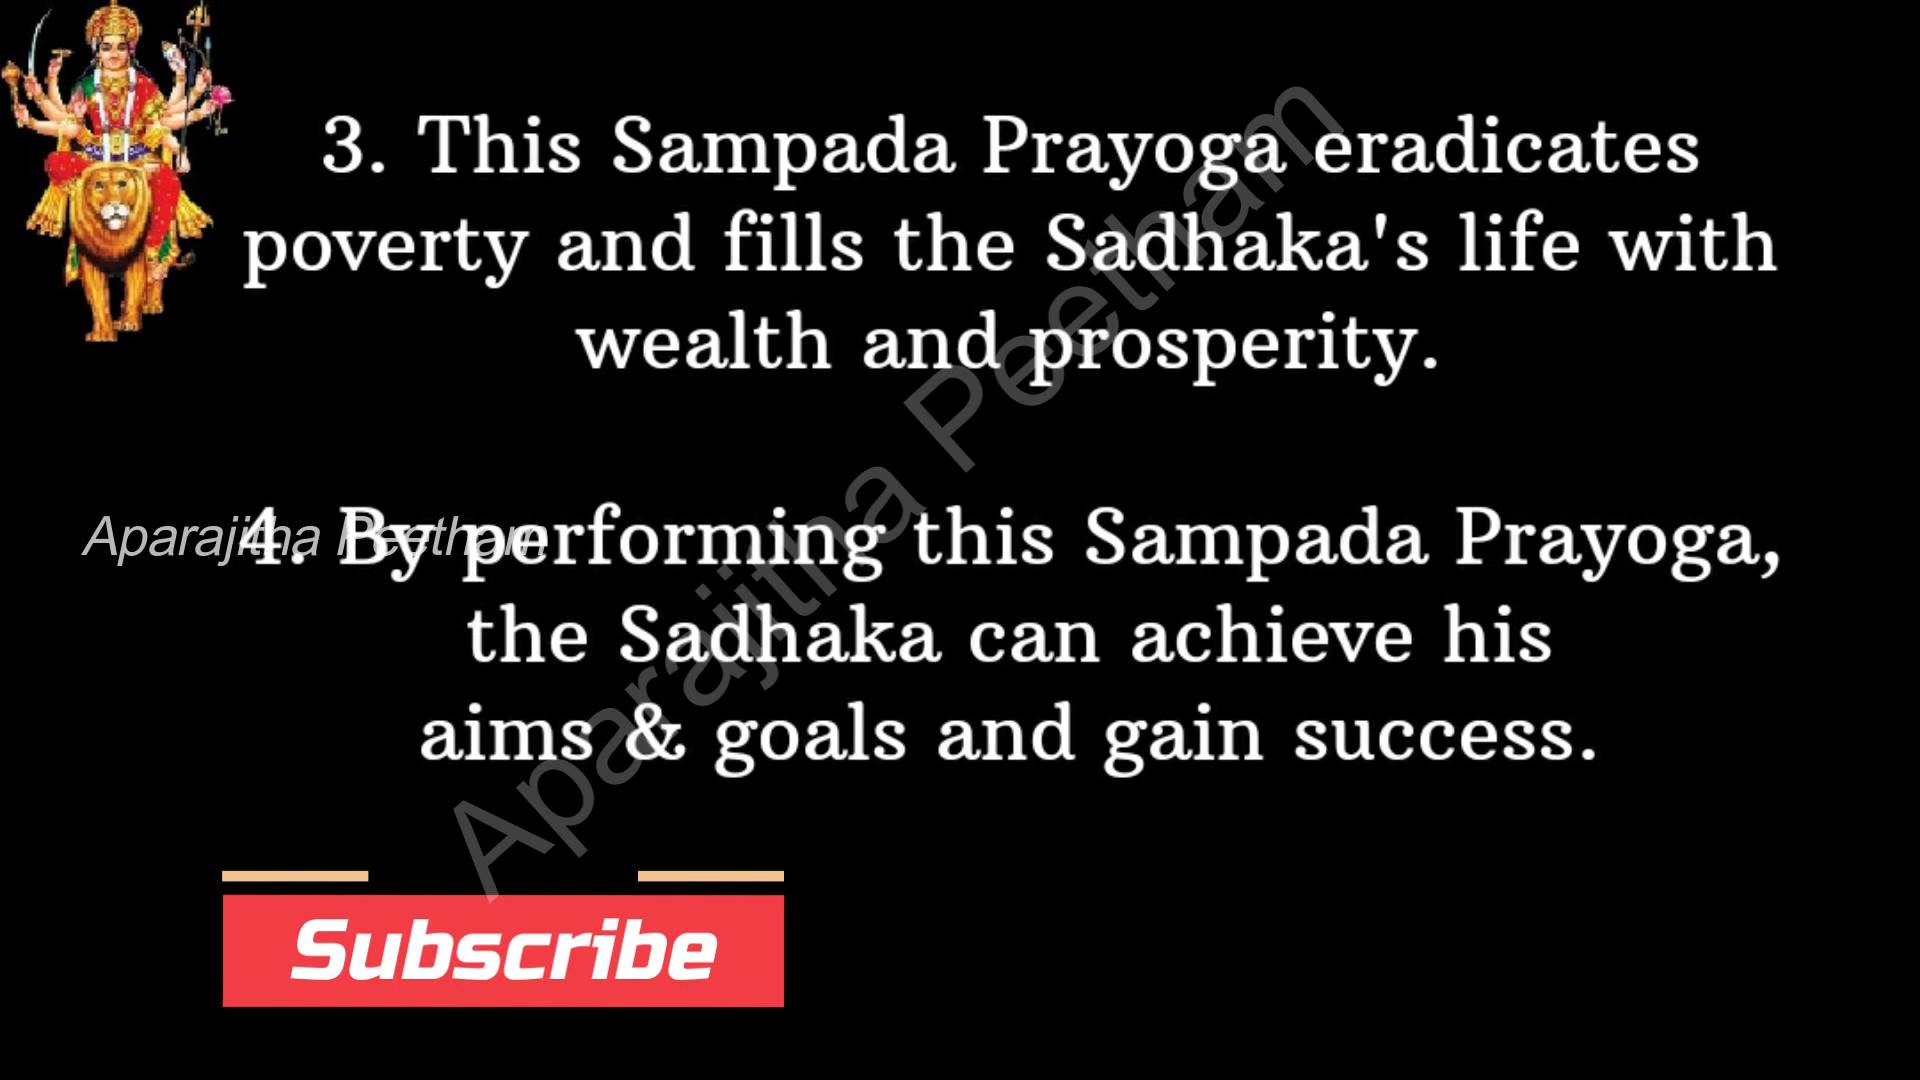 3. This Sampada Prayoga eradicates
poverty and fills the Sadhaka's life with
wealth and prosperity.
Aparajitha Peetham
4. By performing this Sampada Prayoga,
the Sadhaka can achieve his
aims & goals and gain success.
Aparajitha Peetham
Subscribe